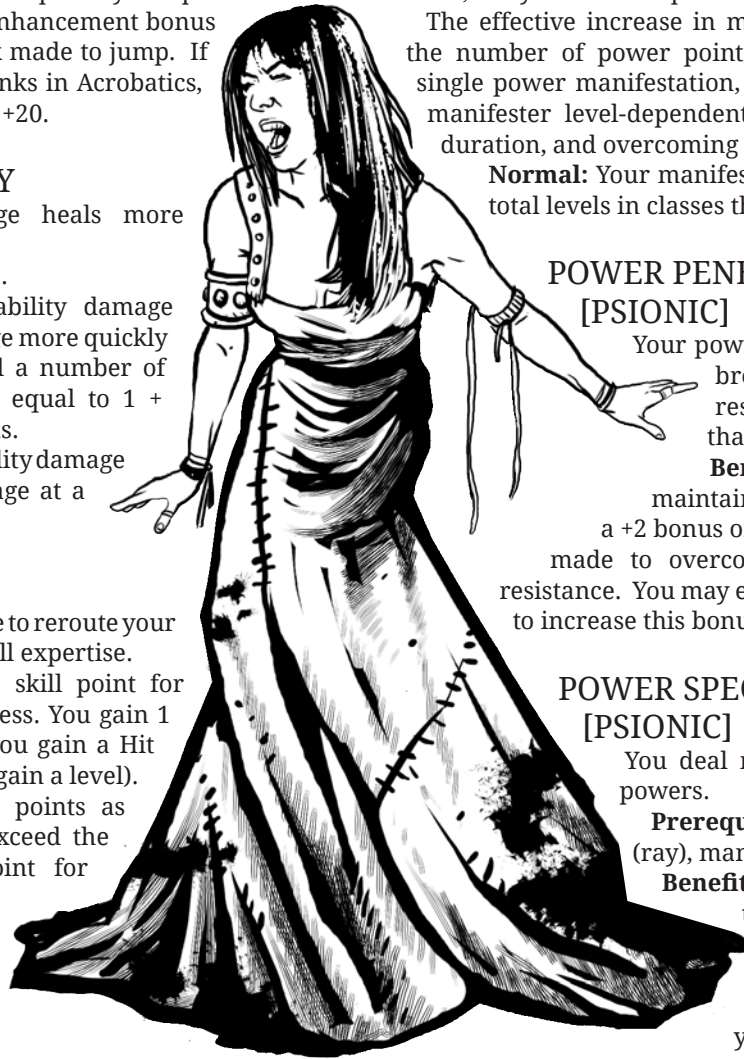 nhancement bonus
made to jump. If
nks in Acrobatics,
+20.
Y
ge heals more
.
ability damage
e more quickly
a number of
equal to 1 +
s.
lity damage
ge at a
e to reroute your
ll expertise.
skill point for
ess. You gain 1
ou gain a Hit
gain a level).
points as
xceed the
oint for
The effective increase in m
the number of power point
single power manifestation,
manifester level-dependent
duration, and overcoming
Normal: Your manifes
total levels in classes th
POWER PENE
[PSIONIC]
Your pow
bre
res
tha
Ben
maintain
a +2 bonus o
made to overco
resistance. You may e
to increase this bonu
POWER SPEC
[PSIONIC]
You deal m
powers.
Prerequ
(ray), man
Benefit
y